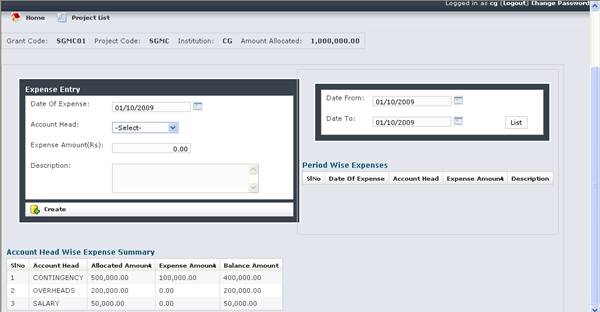 Logged in as cg (Logout) Change Password
Home Project List
Grant Code: SGMC01 Project Code: SGMC Institution: CG Amount Allocated: 1,000,000.00
Expense Entry
Date Of Expense: 01/10/2009
Account Head: -Select-
Expense Amount(Rs): 0.00
Description:
Create
Date From: 01/10/2009
Date To: 01/10/2009 List
Period Wise Expenses
SlNo Date Of Expense Account Head Expense Amount Description
Account Head Wise Expense Summary
SlNo Account Head Allocated Amount Expense Amount Balance Amount
1 CONTINGENCY 500,000.00 100,000.00 400,000.00
2 OVERHEADS 200,000.00 0.00 200,000.00
3 SALARY 50,000.00 0.00 50,000.00